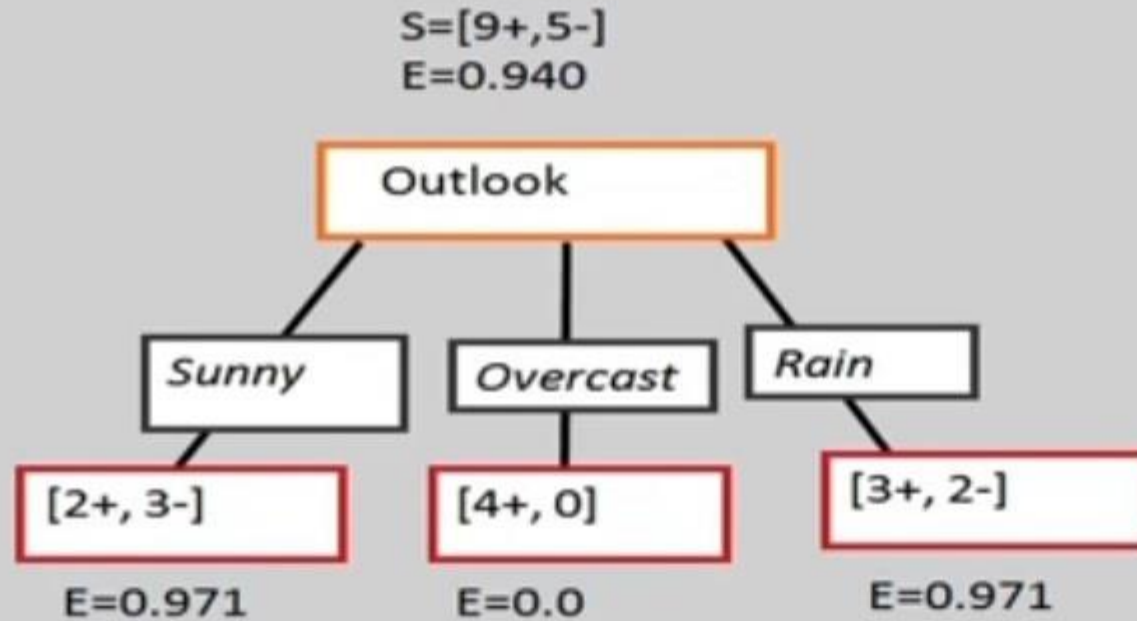 S=[9+,5-]
E=0.940
Outlook
Sunny
Overcast
Rain
[2+, 3-]
[4+, 0]
[3+, 2-]
E=0.971
E=0.0
E=0.971